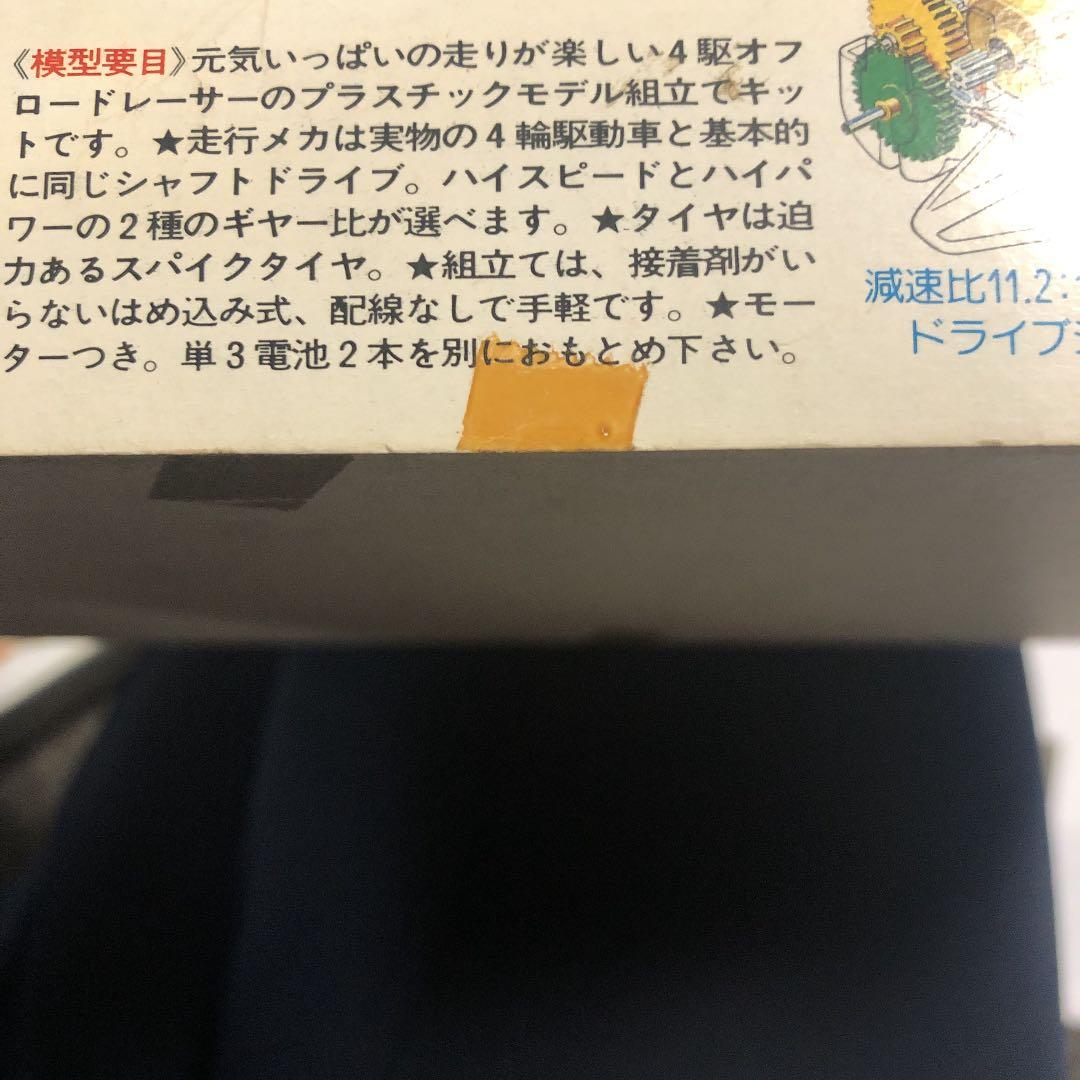 《模型要目》元気いっぱいの走りが楽しい4駆オフ
ロードレーサーのプラスチックモデル組立てキッ
トです。★走行メカは実物の4輪駆動車と基本的
に同じシャフトドライブ。ハイスピードとハイパ
ワーの2種のギヤー比が選べます。★タイヤは迫
力あるスパイクタイヤ。★組立ては、接着剤がい
らないはめ込み式、配線なしで手軽です。★モー
ターつき。単3電池2本を別におもとめ下さい。
減速比11.2:
ドライブ